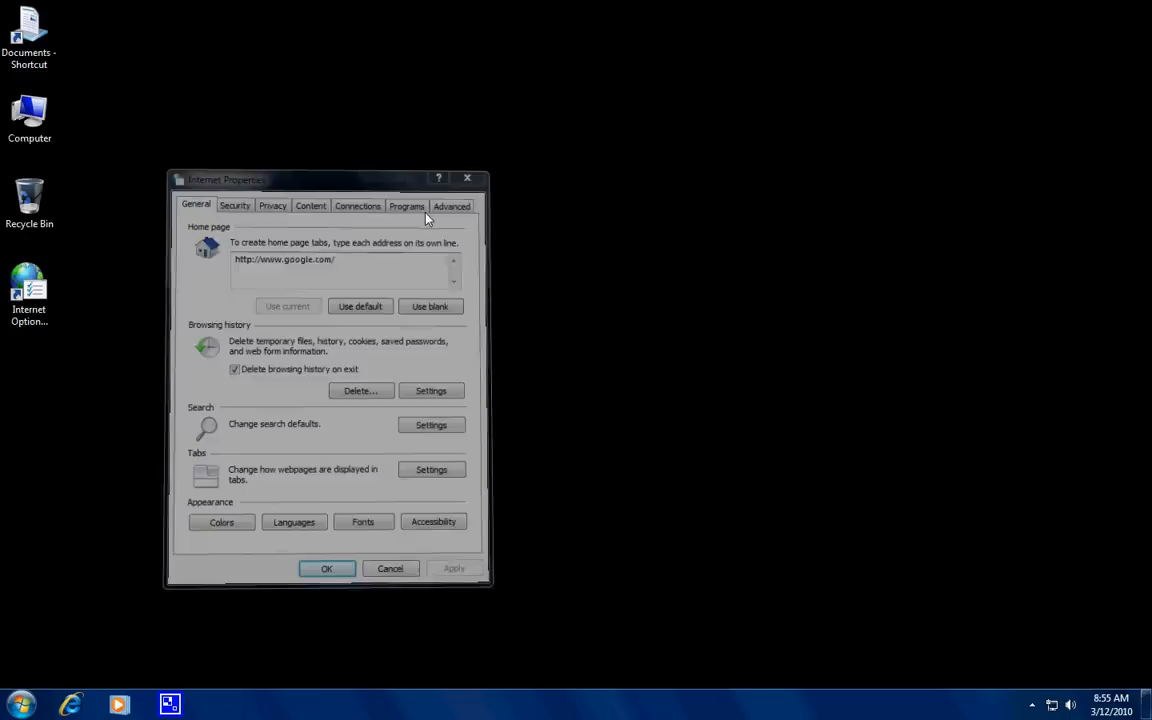 Documents -
Shortcut
Computer
Recycle Bin
Internet
Option...
Internet Properties
General Security Privacy Content Connections Programs Advanced
Home page
To create home page tabs, type each address on its own line.
http://www.google.com/
Use current Use default Use blank
Browsing history
Delete temporary files, history, cookies, saved passwords,
and web form information.
Delete browsing history on exit
Delete... Settings
Search
Change search defaults. Settings
Tabs
Change how webpages are displayed in
tabs.
Settings
Appearance
Colors Languages Fonts Accessibility
OK Cancel Apply
8:55 AM
3/12/2010